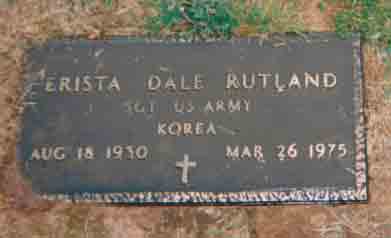 ERISTA DALE RUTLAND
SGT US ARMY
KOREA
AUG 18 1930 MAR 26 1975